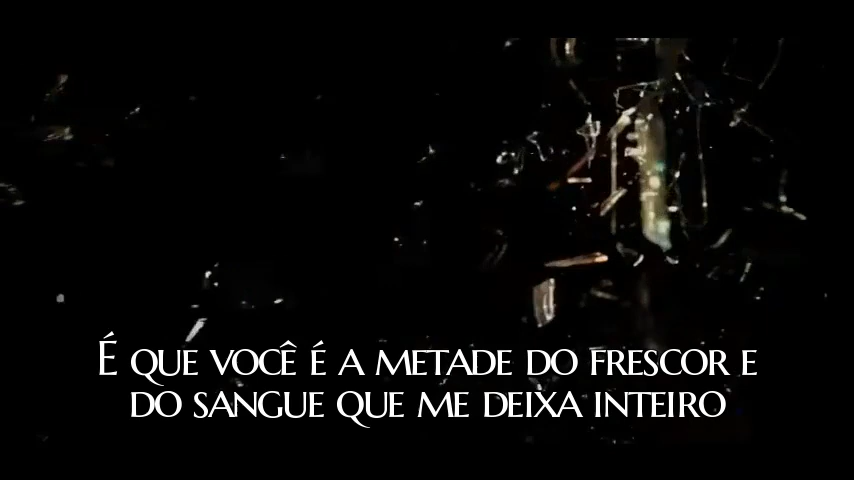 É QUE VOCÊ É A METADE DO FRESCOR E
DO SANGUE QUE ME DEIXA INTEIRO